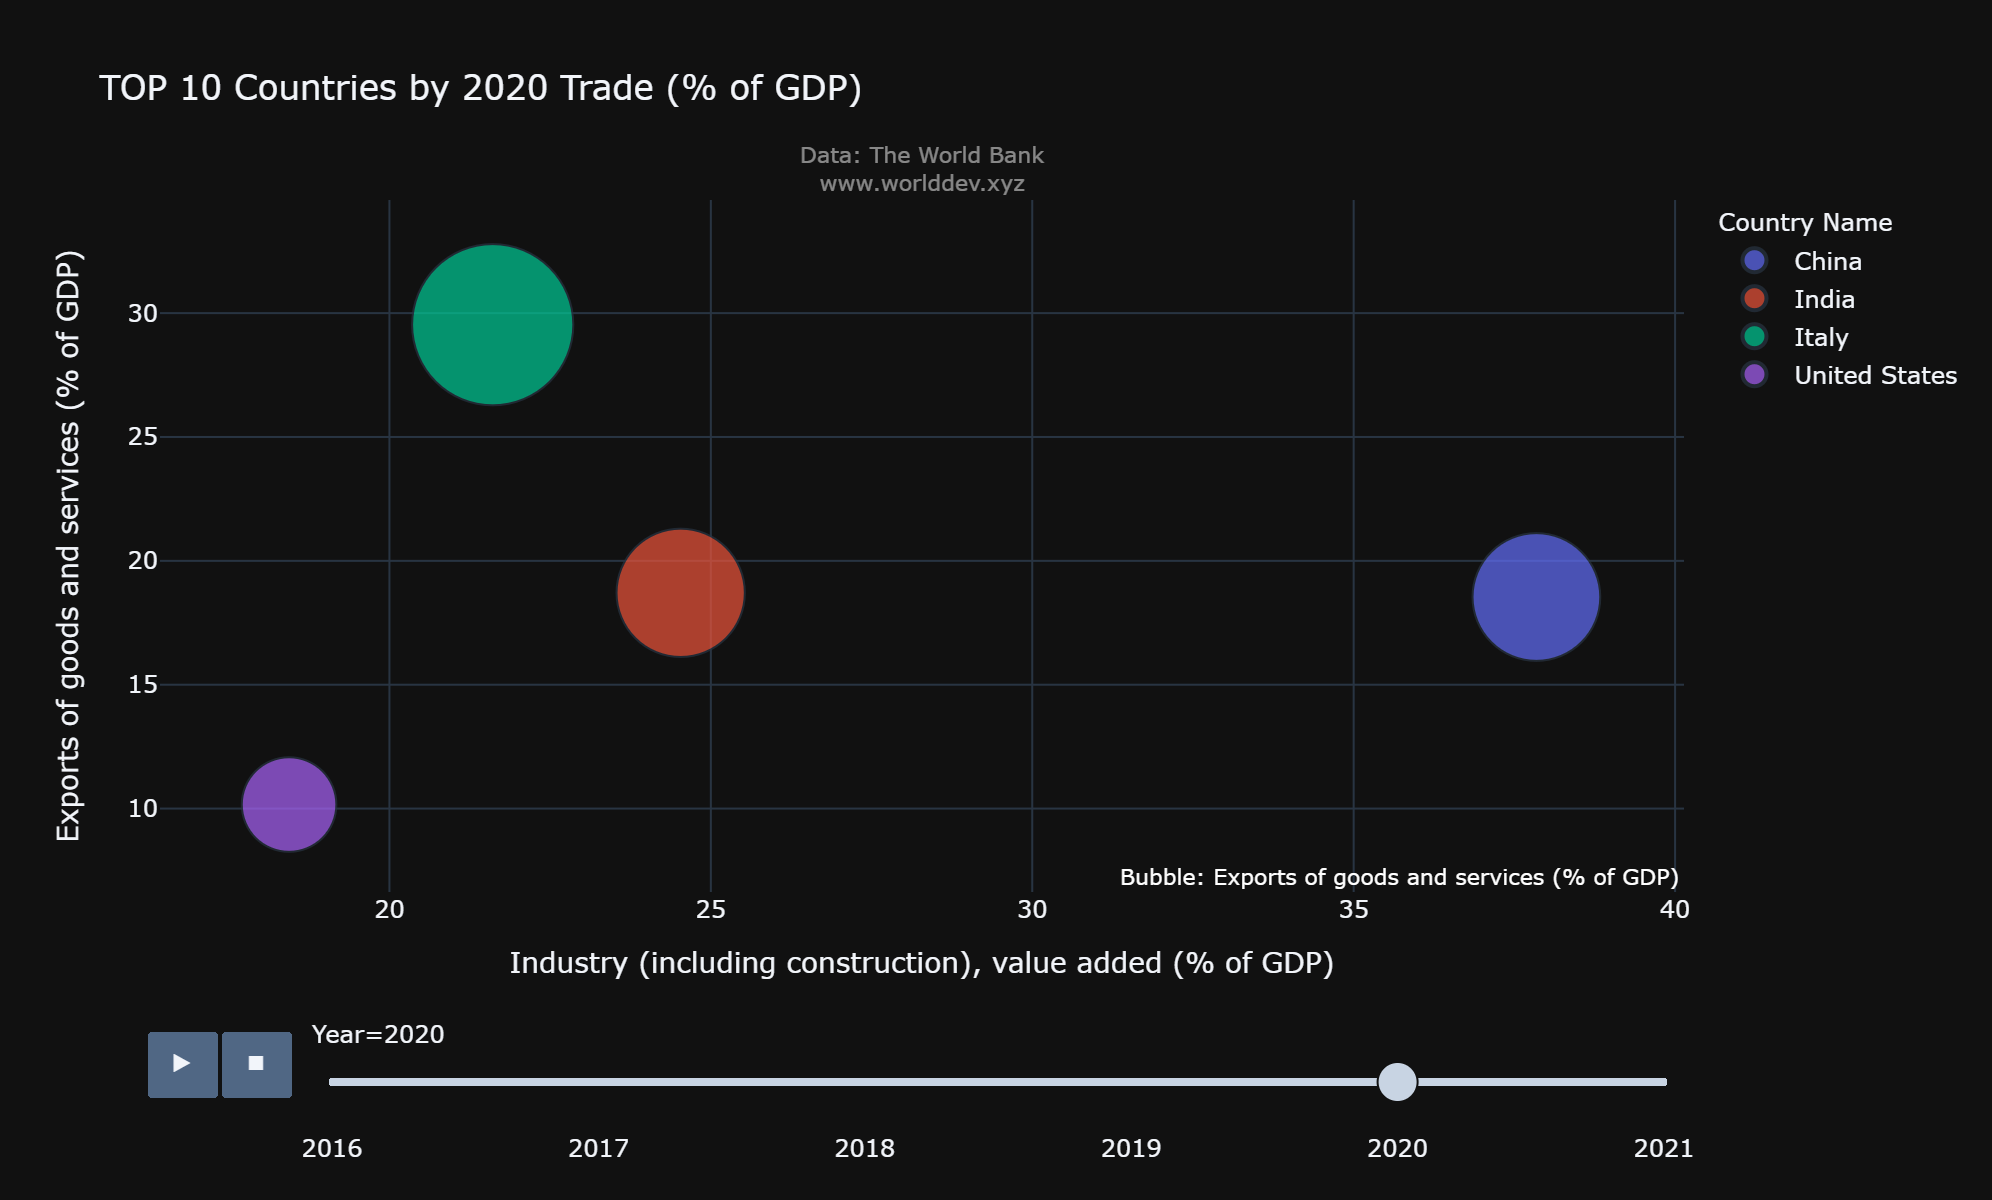 TOP 10 Countries by 2020 Trade (% of GDP)
Data: The World Bank
www.worlddev.xyz
Country Name
China
India
Italy
United States
Exports of goods and services (% of GDP)
30
25
20
15
10
Bubble: Exports of goods and services (% of GDP)
20 25 30 35 40
Industry (including construction), value added (% of GDP)
Year=2020
2016 2017 2018 2019 2020 2021